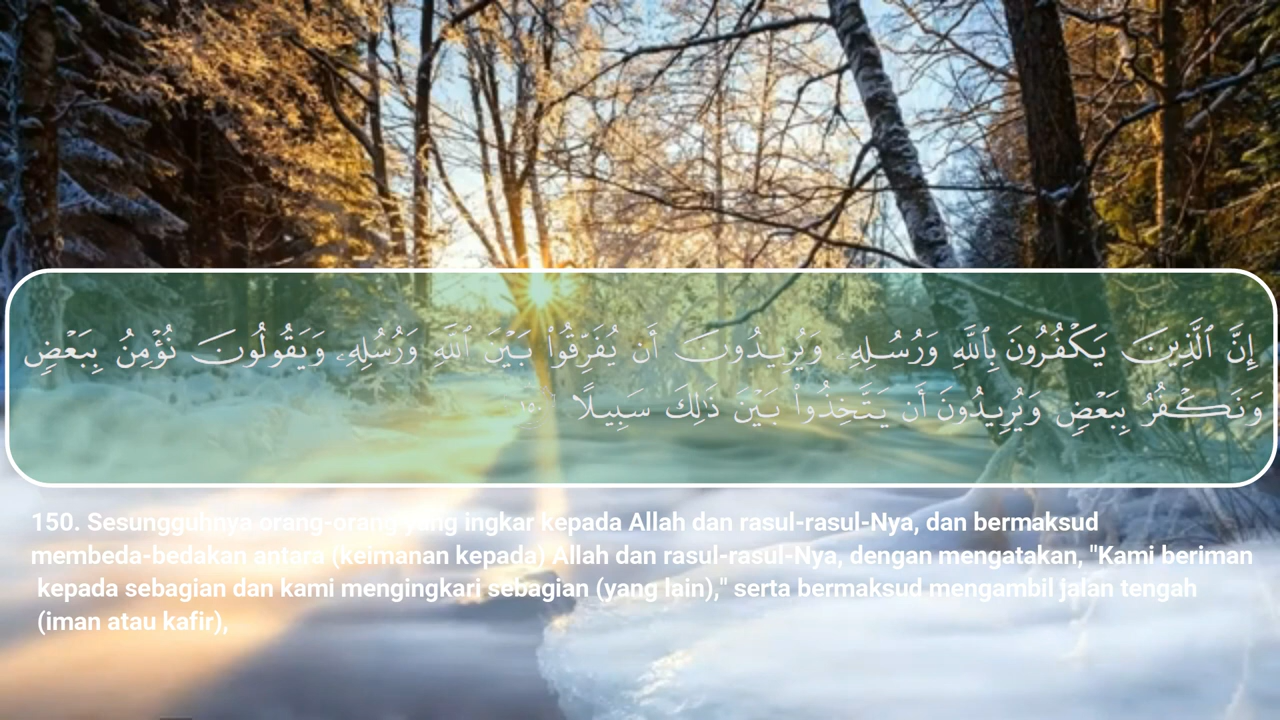 إِنَّ ٱلَّذِينَ يَكْفُرُونَ بِٱللَّهِ وَرُسُلِهِۦ وَيُرِيدُونَ أَن يُفَرِّقُوا۟ بَيْنَ ٱللَّهِ وَرُسُلِهِۦ وَيَقُولُونَ نُؤْمِنُ بِبَعْضٍ
وَنَكْفُرُ بِبَعْضٍ وَيُرِيدُونَ أَن يَتَّخِذُوا۟ بَيْنَ ذَٰلِكَ سَبِيلًا ١٥٠
150. Sesungguhnya orang-orang yang ingkar kepada Allah dan rasul-rasul-Nya, dan bermaksud
membeda-bedakan antara (keimanan kepada) Allah dan rasul-rasul-Nya, dengan mengatakan, "Kami beriman
kepada sebagian dan kami mengingkari sebagian (yang lain)," serta bermaksud mengambil jalan tengah
(iman atau kafir),